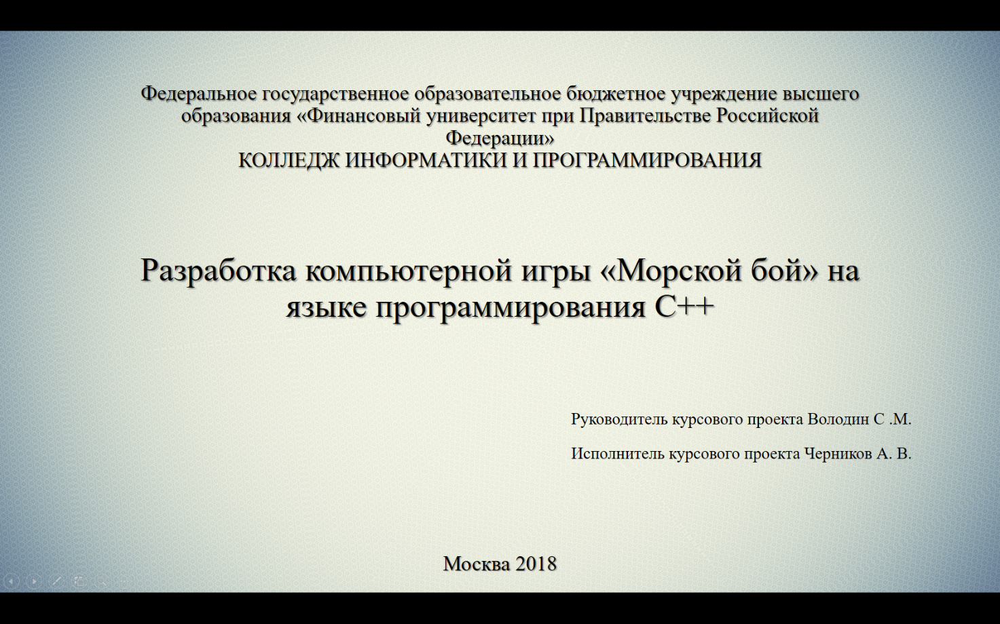 Федеральное государственное образовательное бюджетное учреждение высшего
образования «Финансовый университет при Правительстве Российской
Федерации»
КОЛЛЕДЖ ИНФОРМАТИКИ И ПРОГРАММИРОВАНИЯ
Разработка компьютерной игры «Морской бой» на
языке программирования С++
Руководитель курсового проекта Володин С .М.
Исполнитель курсового проекта Черников А. В.
Москва 2018